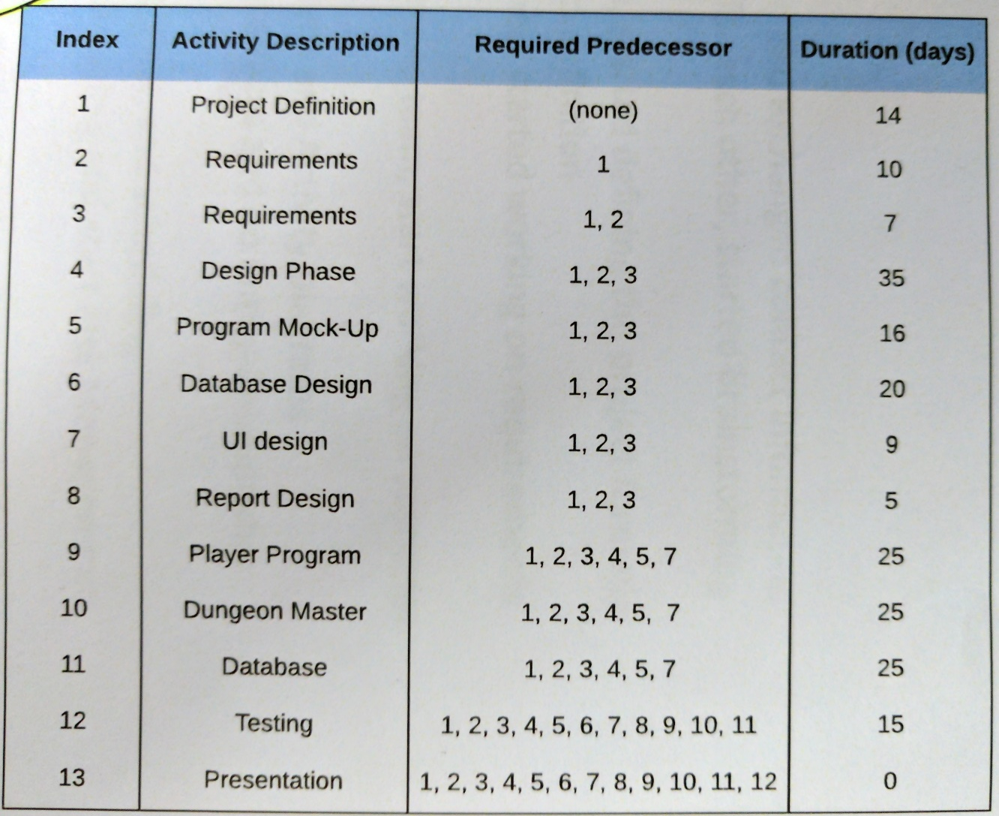 Index Activity Description Required Predecessor Duration (days)
1 Project Definition (none) 14
2 Requirements 1 10
3 Requirements 1, 2 7
4 Design Phase 1, 2, 3 35
5 Program Mock-Up 1, 2, 3 16
6 Database Design 1, 2, 3 20
7 UI design 1, 2, 3 9
8 Report Design 1, 2, 3 5
9 Player Program 1, 2, 3, 4, 5, 7 25
10 Dungeon Master 1, 2, 3, 4, 5, 7 25
11 Database 1, 2, 3, 4, 5, 7 25
12 Testing 1, 2, 3, 4, 5, 6, 7, 8, 9, 10, 11 15
13 Presentation 1, 2, 3, 4, 5, 6, 7, 8, 9, 10, 11, 12 0